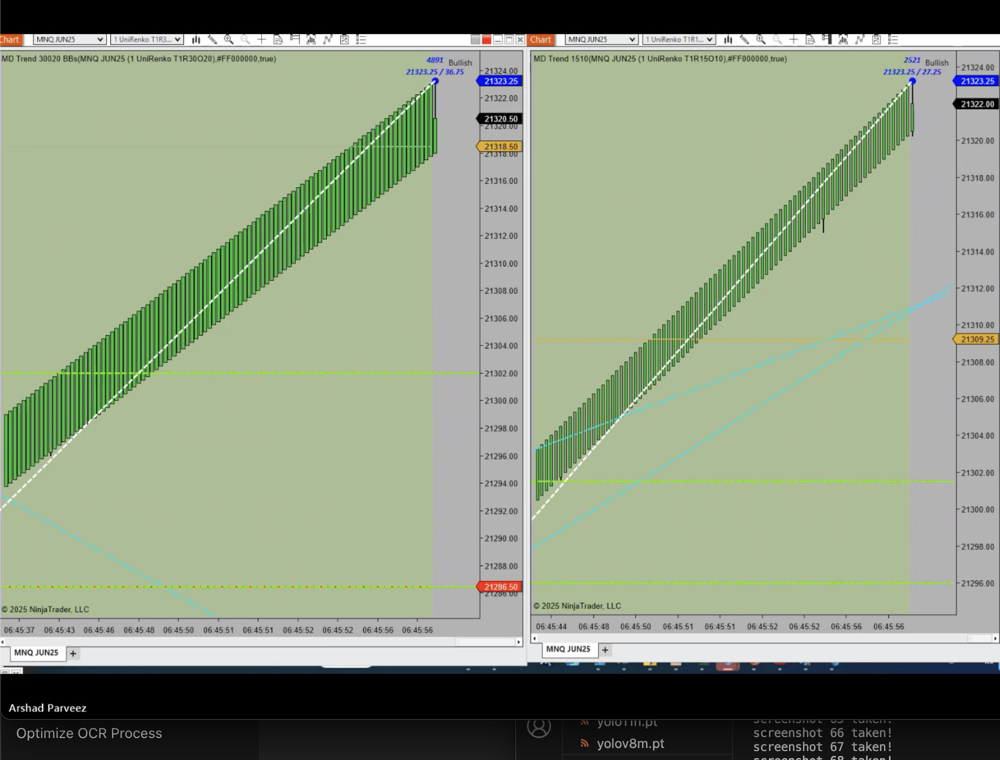 Chart MNQ JUN25 1 UniRenko T1R3...
MD Trend 30020 BBs(MNQ JUN25 (1 UniRenko T1R30O20),#FF000000,true)
4891 Bullish
21323.25 / 36.75
21324.00
21323.25
21322.00
21320.50
21318.50
21318.00
21316.00
21314.00
21312.00
21310.00
21308.00
21306.00
21304.00
21302.00
21300.00
21298.00
21296.00
21294.00
21292.00
21290.00
21288.00
21286.50
21286.00
© 2025 NinjaTrader, LLC
06:45:37 06:45:43 06:45:46 06:45:48 06:45:50 06:45:51 06:45:51 06:45:52 06:45:52 06:45:56 06:45:56
MNQ JUN25 +
Chart MNQ JUN25 1 UniRenko T1R1...
MD Trend 1510(MNQ JUN25 (1 UniRenko T1R15O10),#FF000000,true)
2521 Bullish
21323.25 / 27.25
21324.00
21323.25
21322.00
21320.00
21318.00
21316.00
21314.00
21312.00
21310.00
21309.25
21308.00
21306.00
21304.00
21302.00
21300.00
21298.00
21296.00
© 2025 NinjaTrader, LLC
06:45:44 06:45:48 06:45:50 06:45:51 06:45:51 06:45:52 06:45:52 06:45:56 06:45:56
MNQ JUN25 +
Arshad Parveez
Optimize OCR Process
yolo11n.pt
yolov8m.pt
screenshot 65 taken!
screenshot 66 taken!
screenshot 67 taken!
screenshot 68 taken!